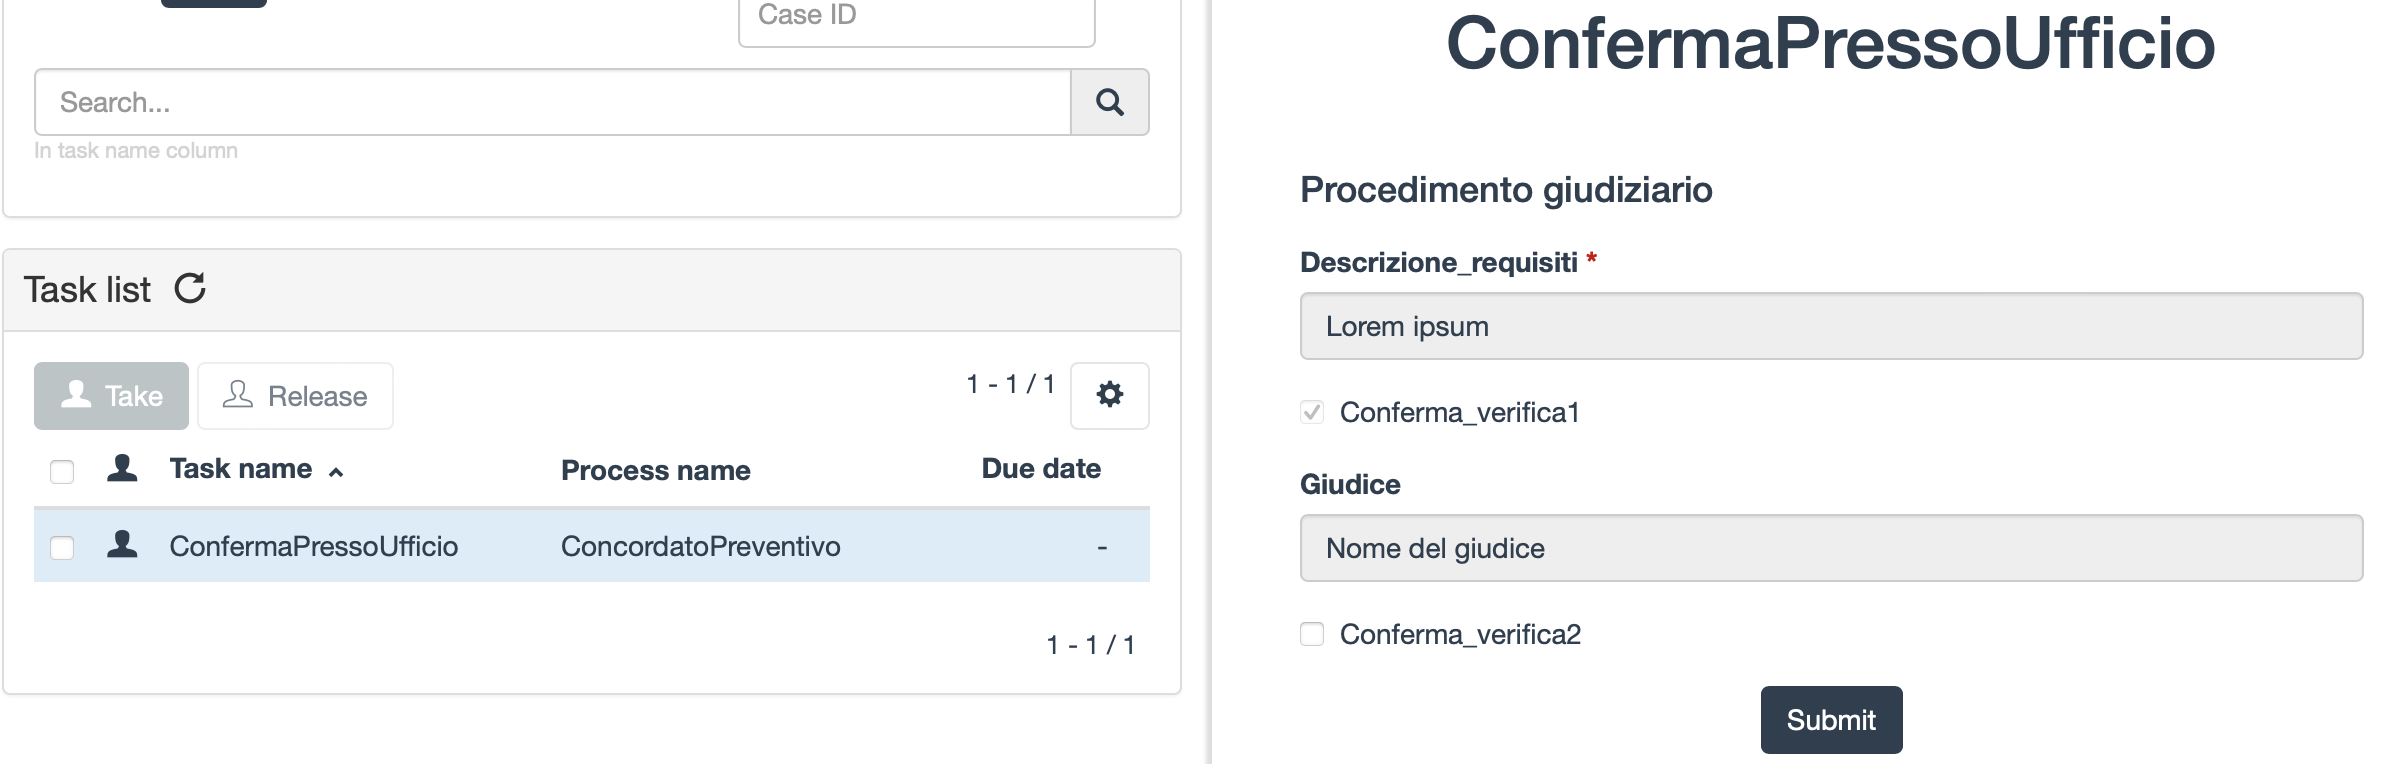 Case ID
Search...
In task name column
Task list
Take
Release
1 - 1 / 1
Task name
Process name
Due date
ConfermaPressoUfficio
ConcordatoPreventivo
-
1 - 1 / 1
ConfermaPressoUfficio
Procedimento giudiziario
Descrizione_requisiti *
Lorem ipsum
Conferma_verifica1
Giudice
Nome del giudice
Conferma_verifica2
Submit